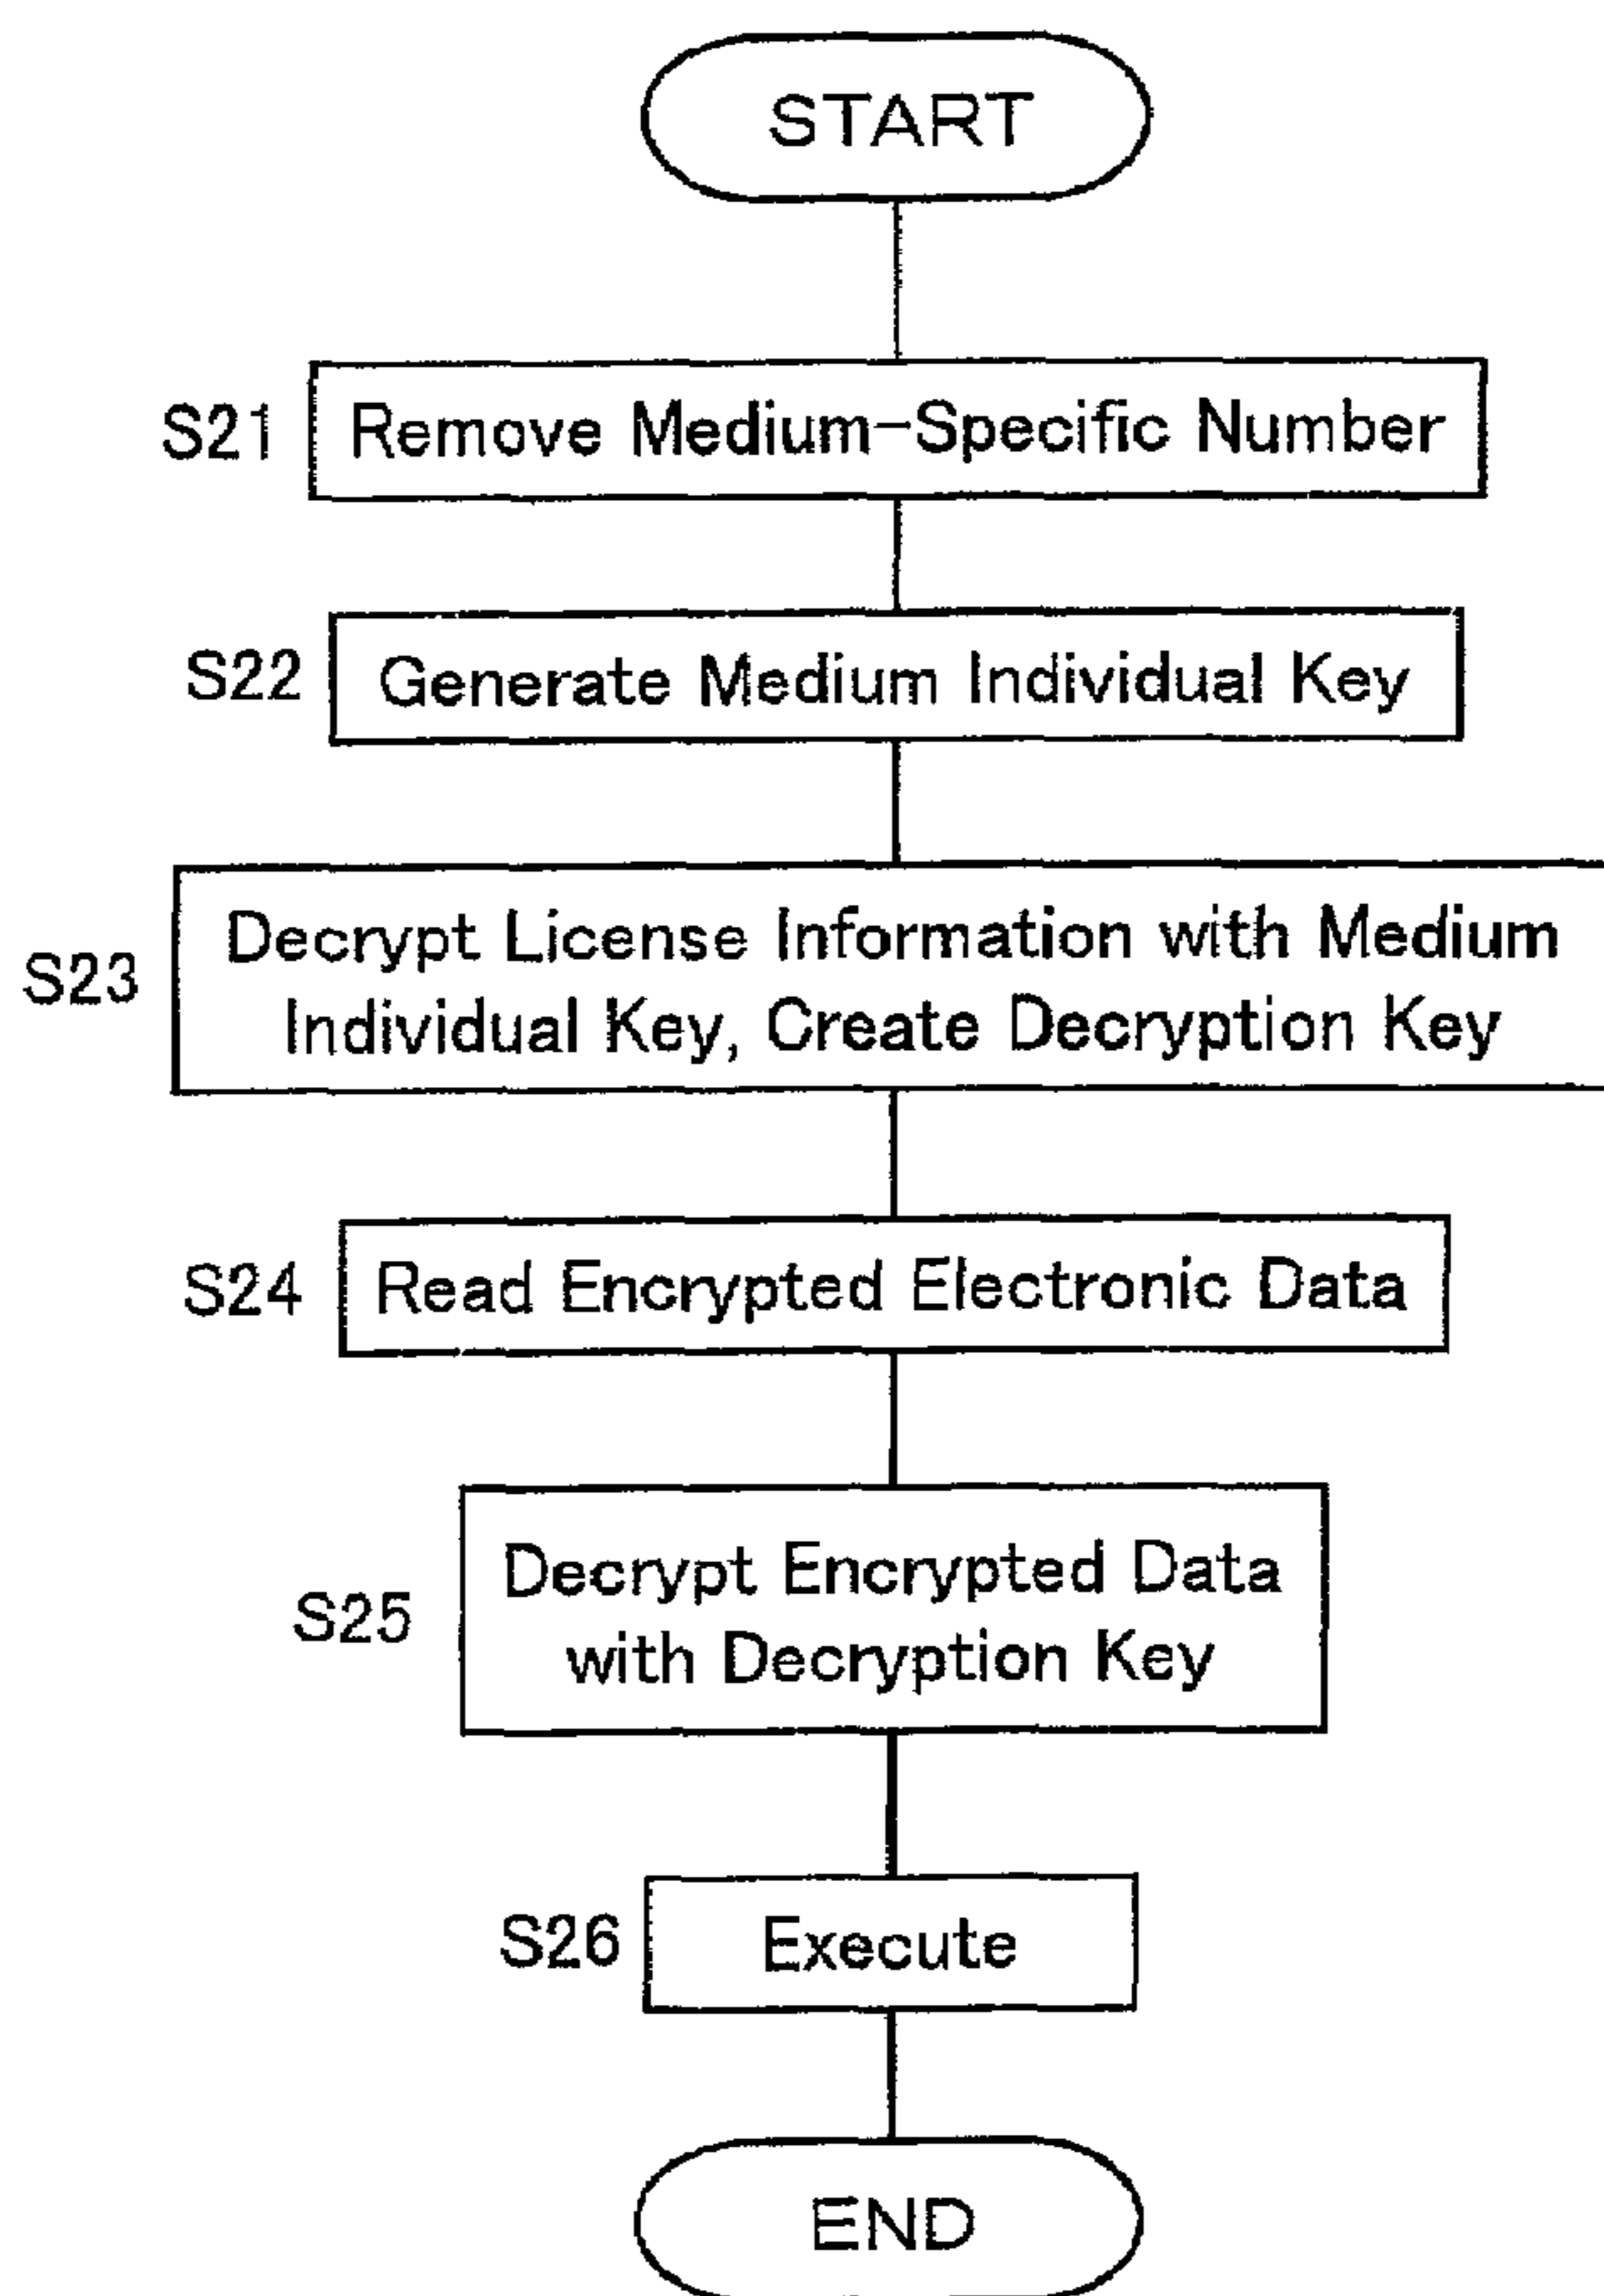 START
S21 Remove Medium-Specific Number
S22 Generate Medium Individual Key
S23 Decrypt License Information with Medium
Individual Key, Create Decryption Key
S24 Read Encrypted Electronic Data
S25 Decrypt Encrypted Data
with Decryption Key
S26 Execute
END